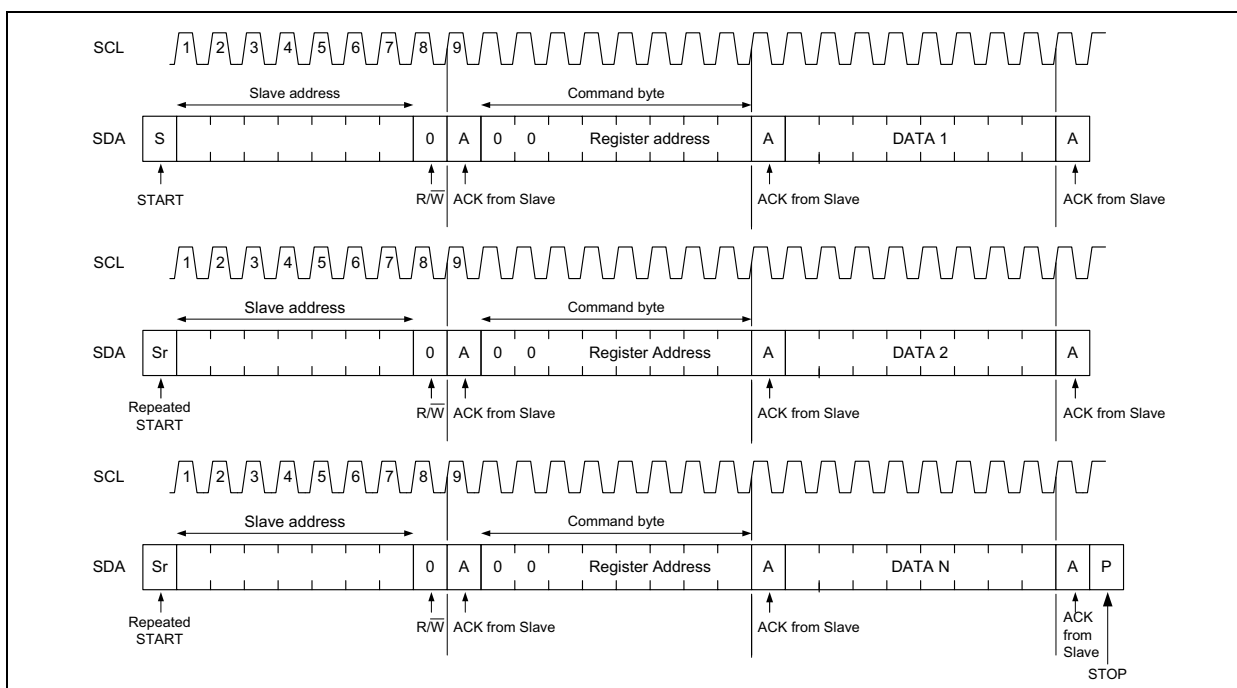 SCL 1 2 3 4 5 6 7 8 9
Slave address Command byte
SDA S 0 A 0 0 Register address A DATA 1 A
START R/W ACK from Slave ACK from Slave ACK from Slave
SCL 1 2 3 4 5 6 7 8 9
Slave address Command byte
SDA Sr 0 A 0 0 Register Address A DATA 2 A
Repeated
START
R/W ACK from Slave ACK from Slave ACK from Slave
SCL 1 2 3 4 5 6 7 8 9
Slave address Command byte
SDA Sr 0 A 0 0 Register Address A DATA N A P
Repeated
START
R/W ACK from Slave ACK from Slave
ACK
from
Slave
STOP